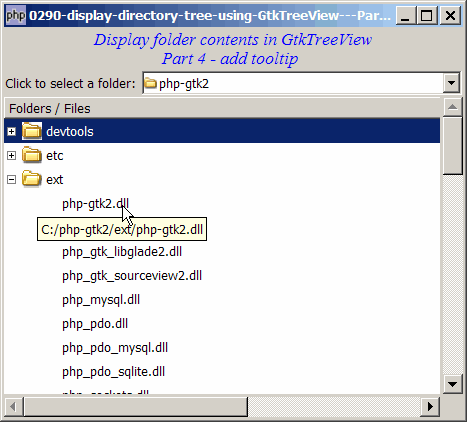 php 0290-display-directory-tree-using-GtkTreeView---Par...
Display folder contents in GtkTreeView
Part 4 - add tooltip
Click to select a folder: php-gtk2
Folders / Files
devtools
etc
ext
php-gtk2.dll
C:/php-gtk2/ext/php-gtk2.dll
php_gtk_libglade2.dll
php_gtk_sourceview2.dll
php_mysql.dll
php_pdo.dll
php_pdo_mysql.dll
php_pdo_sqlite.dll